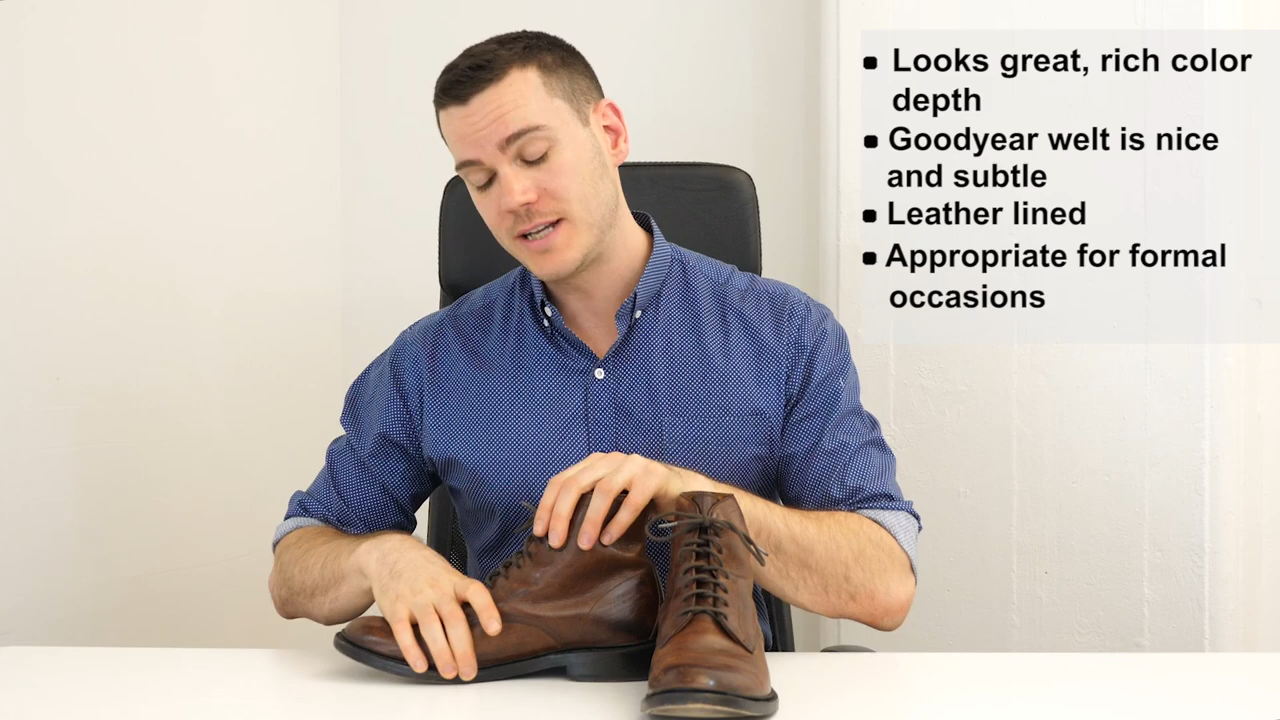 ▪ Looks great, rich color
depth
▪ Goodyear welt is nice
and subtle
▪ Leather lined
▪ Appropriate for formal
occasions